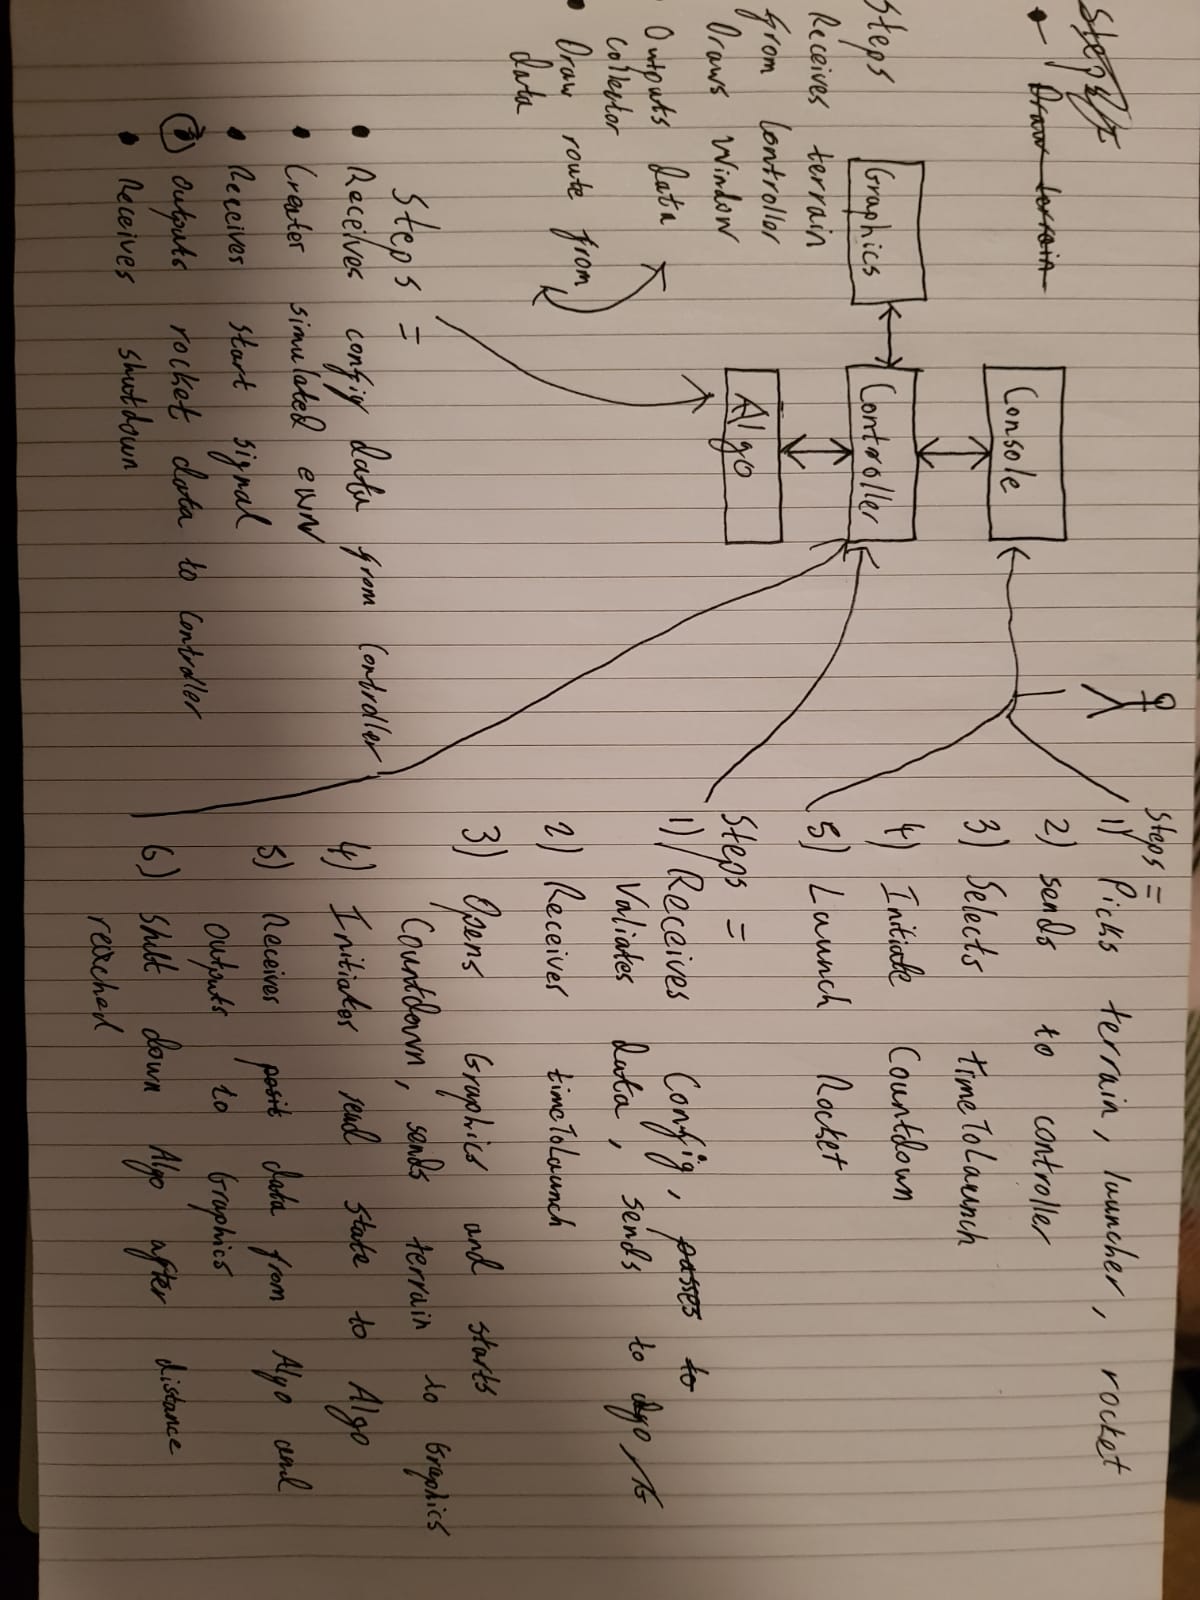 Steps =
• Draw terrain
Console
Graphics
Controller
Algo
Steps
Receives terrain
from Controller
Draws Window
Outputs data
collector
• Draw route from
data
Steps =
• Receives config data from Controller
• Creater simulated
• Receives start signal
• Outputs rocket data to Controller
• Receives shutdown
Steps =
1) Picks terrain, launcher, rocket
2) sends to controller
3) Selects timeToLaunch
4) Initiate Countdown
5) Launch Rocket
Steps =
1) Receives Config, passes to
Valiates data, sends to algo
2) Receives timeToLaunch
3) Opens Graphics and starts
Countdown, sends terrain to Graphics
4) Initiates state to Algo
5) Receives posit data from Algo and
Outputs to Graphics
6) Shut down Algo after distance
reached